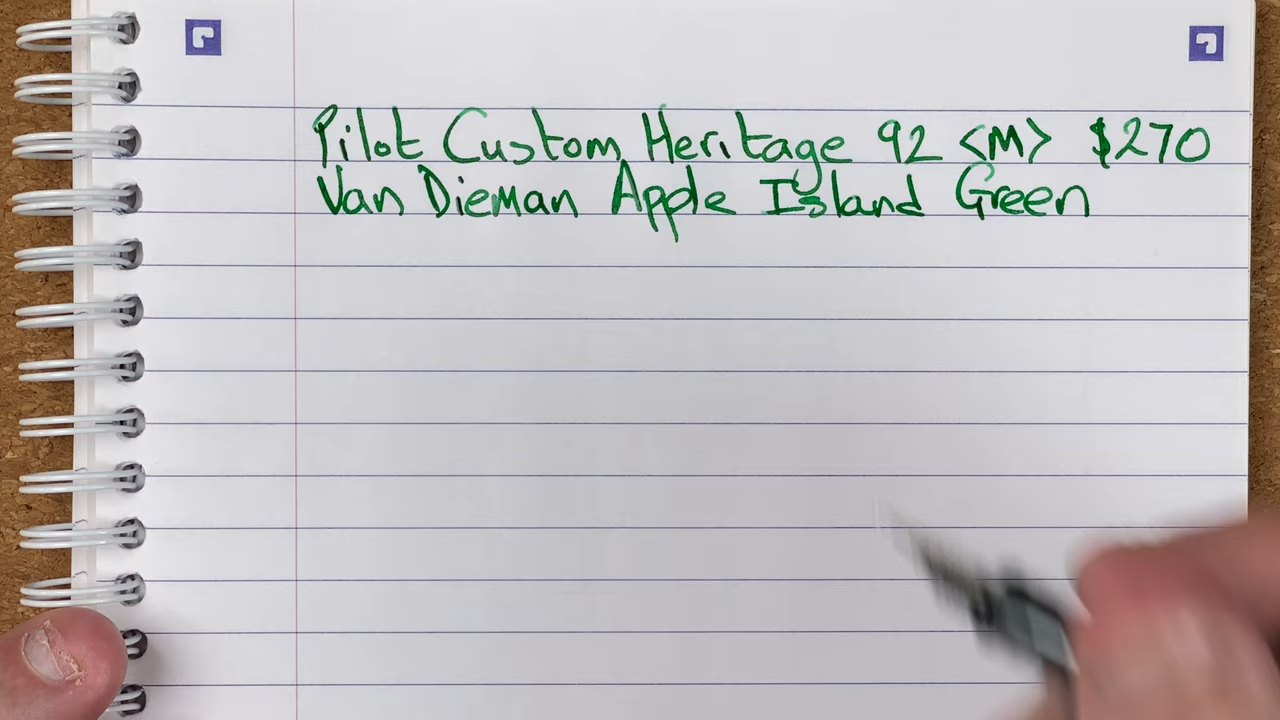 Pilot Custom Heritage 92 <M> $270
Van Dieman Apple Island Green